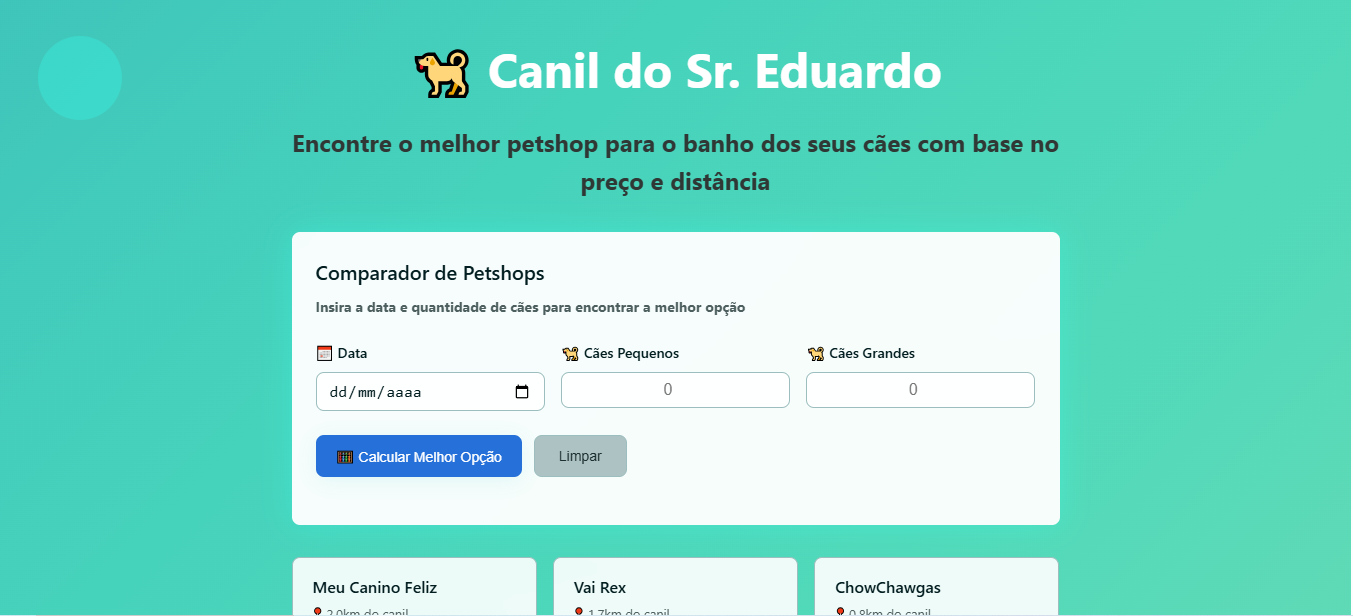 Canil do Sr. Eduardo
Encontre o melhor petshop para o banho dos seus cães com base no
preço e distância
Comparador de Petshops
Insira a data e quantidade de cães para encontrar a melhor opção
Data Cães Pequenos Cães Grandes
dd/mm/aaaa 0 0
Calcular Melhor Opção Limpar
Meu Canino Feliz Vai Rex ChowChawgas
2.0km do canil 1.7km do canil 0.8km do canil